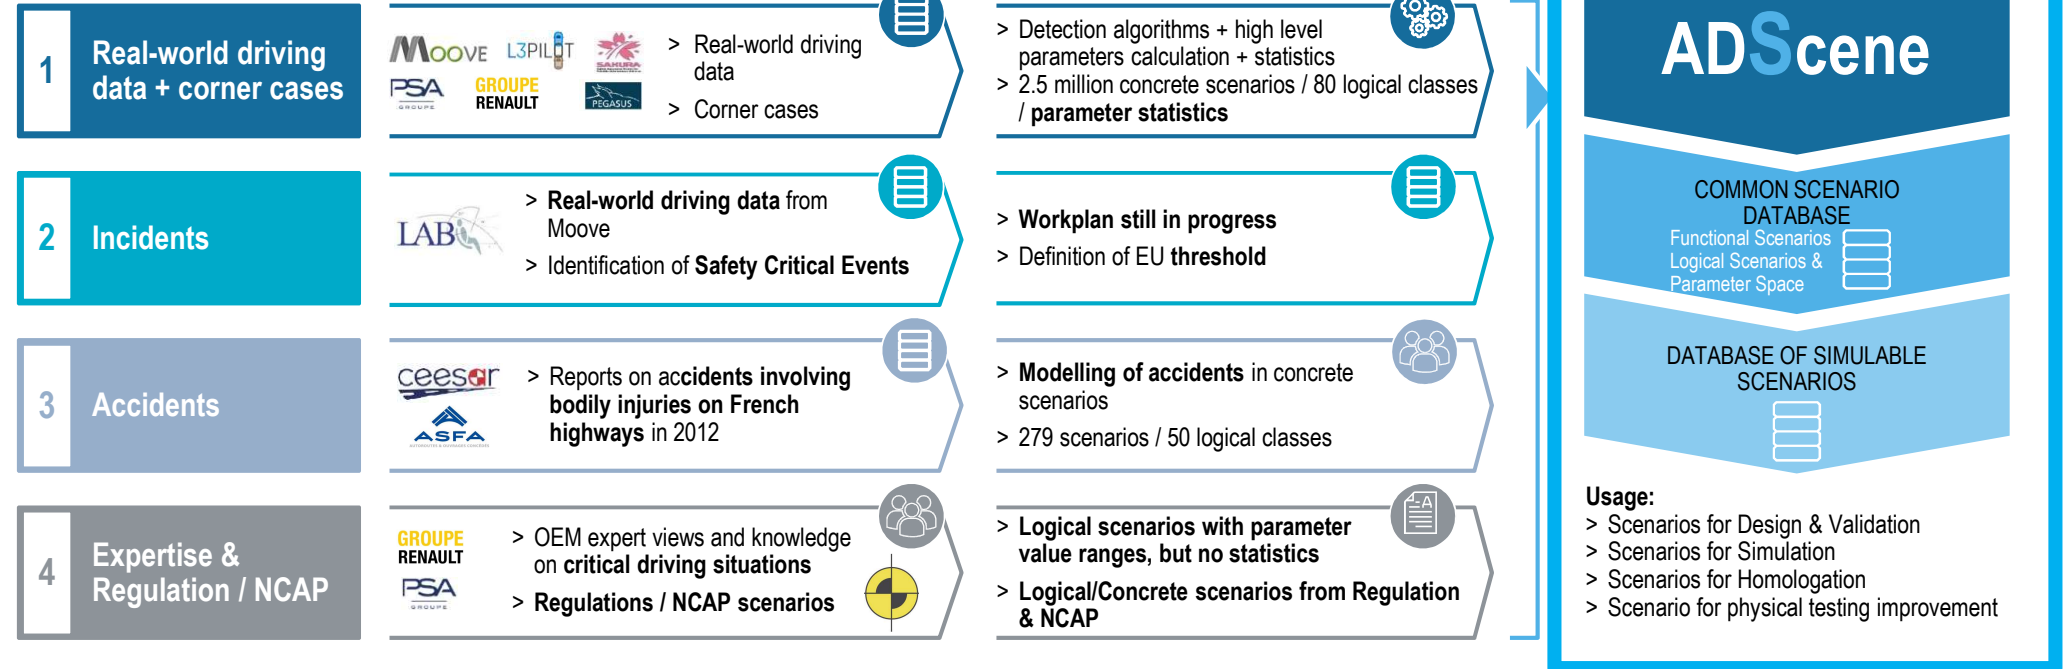 1
Real-world driving
data + corner cases
MOOVE
L3PILOT
SAKURA
PSA
GROUPE
GROUPE
RENAULT
PEGASUS
> Real-world driving
data
> Corner cases
> Detection algorithms + high level
parameters calculation + statistics
> 2.5 million concrete scenarios / 80 logical classes
/ parameter statistics
2
Incidents
LAB
> Real-world driving data from
Moove
> Identification of Safety Critical Events
> Workplan still in progress
> Definition of EU threshold
3
Accidents
ceesar
ASFA
> Reports on accidents involving
bodily injuries on French
highways in 2012
> Modelling of accidents in concrete
scenarios
> 279 scenarios / 50 logical classes
4
Expertise &
Regulation / NCAP
GROUPE
RENAULT
PSA
GROUPE
> OEM expert views and knowledge
on critical driving situations
> Regulations / NCAP scenarios
A
> Logical scenarios with parameter
value ranges, but no statistics
> Logical/Concrete scenarios from Regulation
& NCAP
ADScene
COMMON SCENARIO
DATABASE
Functional Scenarios
Logical Scenarios &
Parameter Space
DATABASE OF SIMULABLE
SCENARIOS
Usage:
> Scenarios for Design & Validation
> Scenarios for Simulation
> Scenarios for Homologation
> Scenario for physical testing improvement